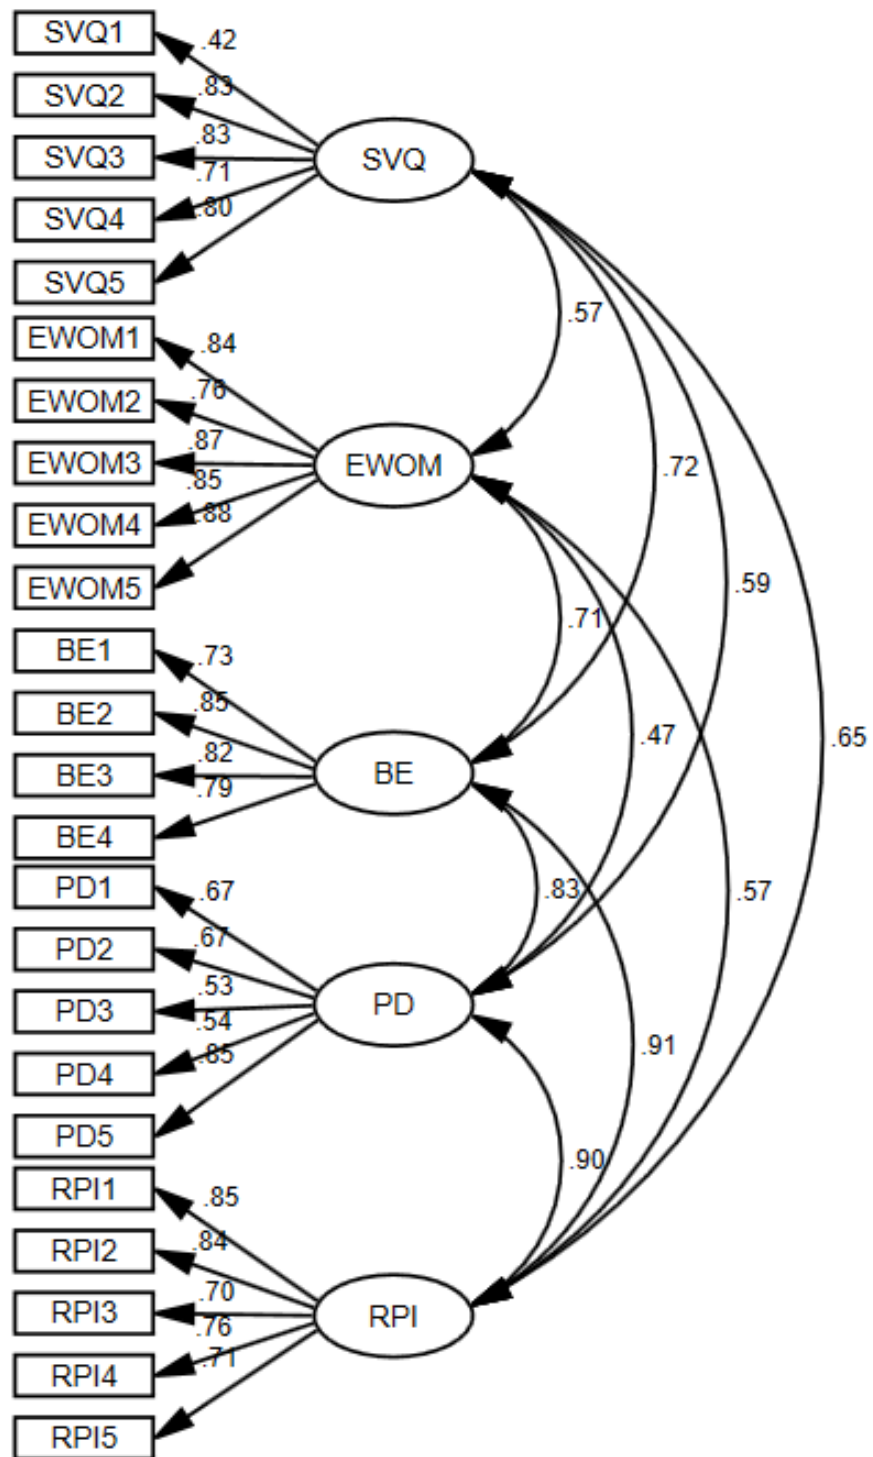 SVQ1
.42
SVQ2
.83
SVQ3
.83
SVQ4
.71
SVQ5
.80
SVQ
EWOM1
.84
EWOM2
.76
EWOM3
.87
EWOM4
.85
EWOM5
.88
EWOM
BE1
.73
BE2
.85
BE3
.82
BE4
.79
BE
PD1
.67
PD2
.67
PD3
.53
PD4
.54
PD5
.85
PD
RPI1
.85
RPI2
.84
RPI3
.70
RPI4
.76
RPI5
.71
RPI
.57
.72
.59
.71
.47
.65
.83
.57
.91
.90